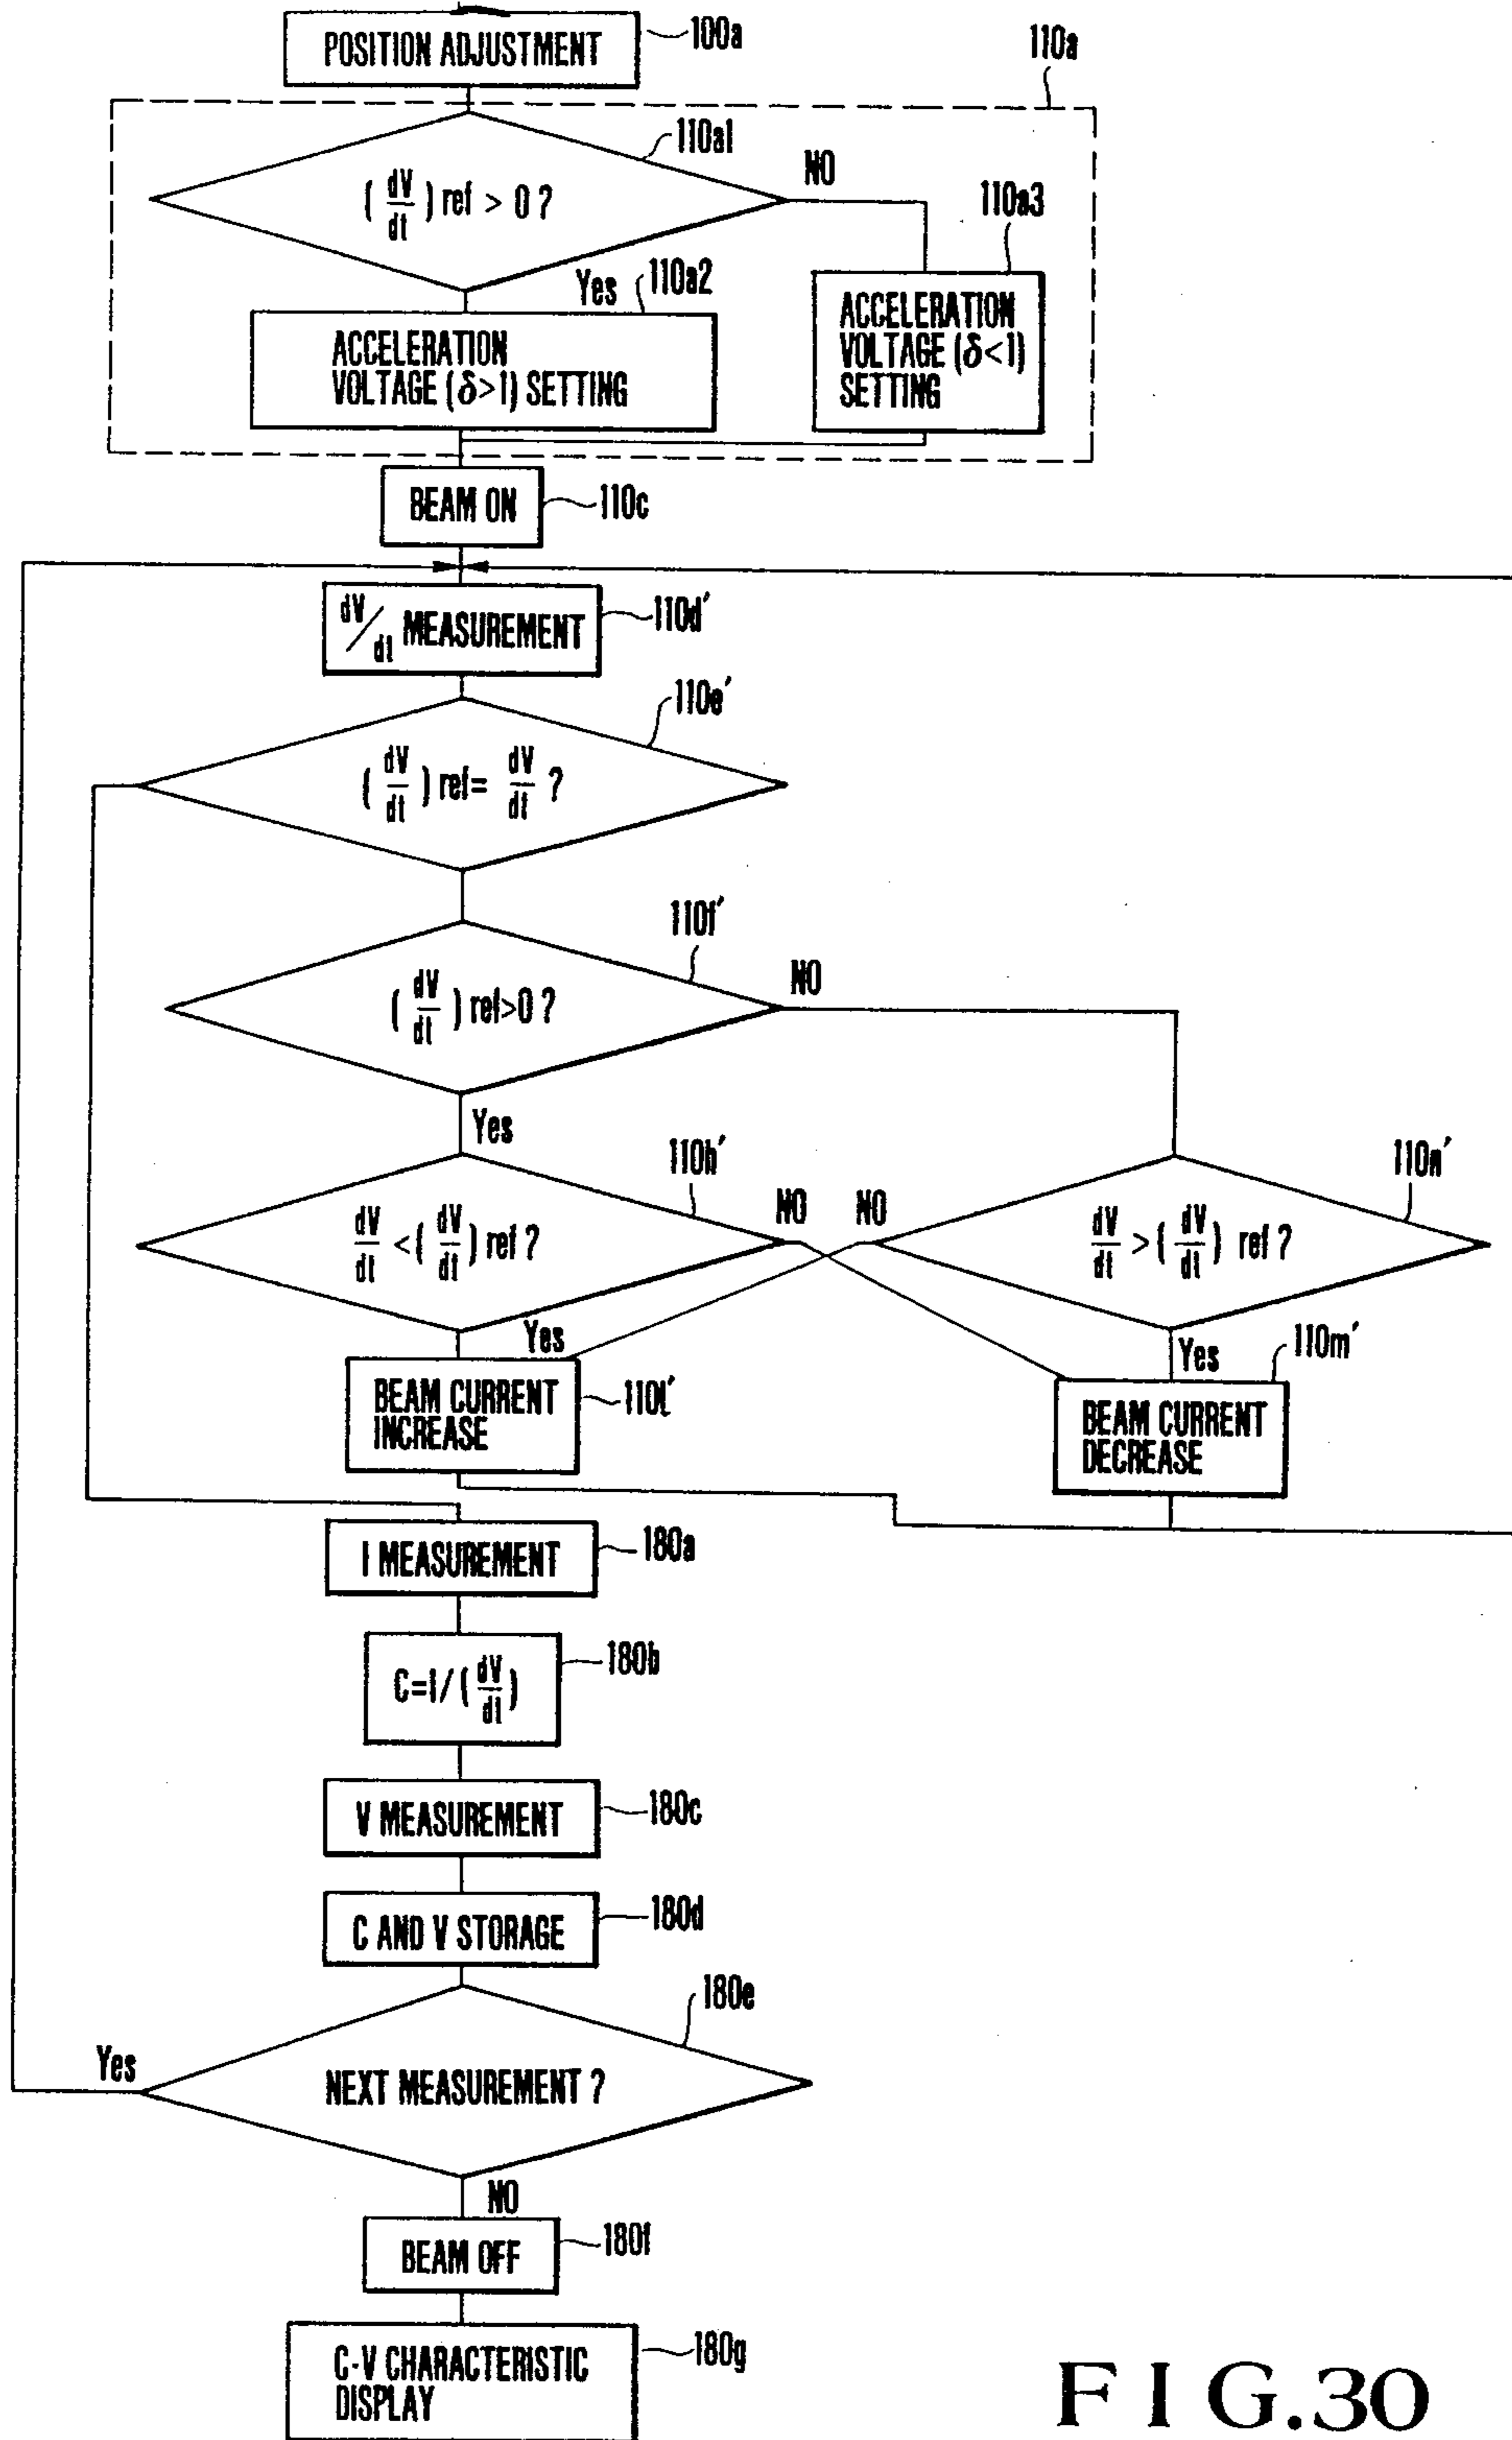 POSITION ADJUSTMENT
100a
110a
110a1
(dV/dt) ref > 0 ?
NO
110a3
Yes
110a2
ACCELERATION
VOLTAGE (δ>1) SETTING
ACCELERATION
VOLTAGE (δ<1)
SETTING
BEAM ON
110c
dV/dt MEASUREMENT
110d′
110e′
(dV/dt) ref = dV/dt ?
110f′
(dV/dt) ref>0 ?
NO
Yes
110h′
NO
NO
110n′
dV/dt < (dV/dt) ref ?
dV/dt > (dV/dt) ref ?
Yes
Yes
110m′
BEAM CURRENT
INCREASE
110l′
BEAM CURRENT
DECREASE
I MEASUREMENT
180a
C=I/(dV/dt)
180b
V MEASUREMENT
180c
C AND V STORAGE
180d
180e
Yes
NEXT MEASUREMENT ?
NO
BEAM OFF
180f
C-V CHARACTERISTIC
DISPLAY
180g
FIG.30